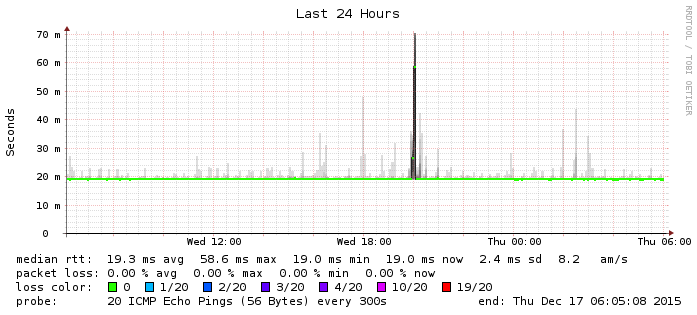 Last 24 Hours
RRDTOOL / TOBI OETIKER
Seconds
70 m
60 m
50 m
40 m
30 m
20 m
10 m
0
Wed 12:00 Wed 18:00 Thu 00:00 Thu 06:00
median rtt: 19.3 ms avg 58.6 ms max 19.0 ms min 19.0 ms now 2.4 ms sd 8.2 am/s
packet loss: 0.00 % avg 0.00 % max 0.00 % min 0.00 % now
loss color: 0 1/20 2/20 3/20 4/20 10/20 19/20
probe: 20 ICMP Echo Pings (56 Bytes) every 300s end: Thu Dec 17 06:05:08 2015